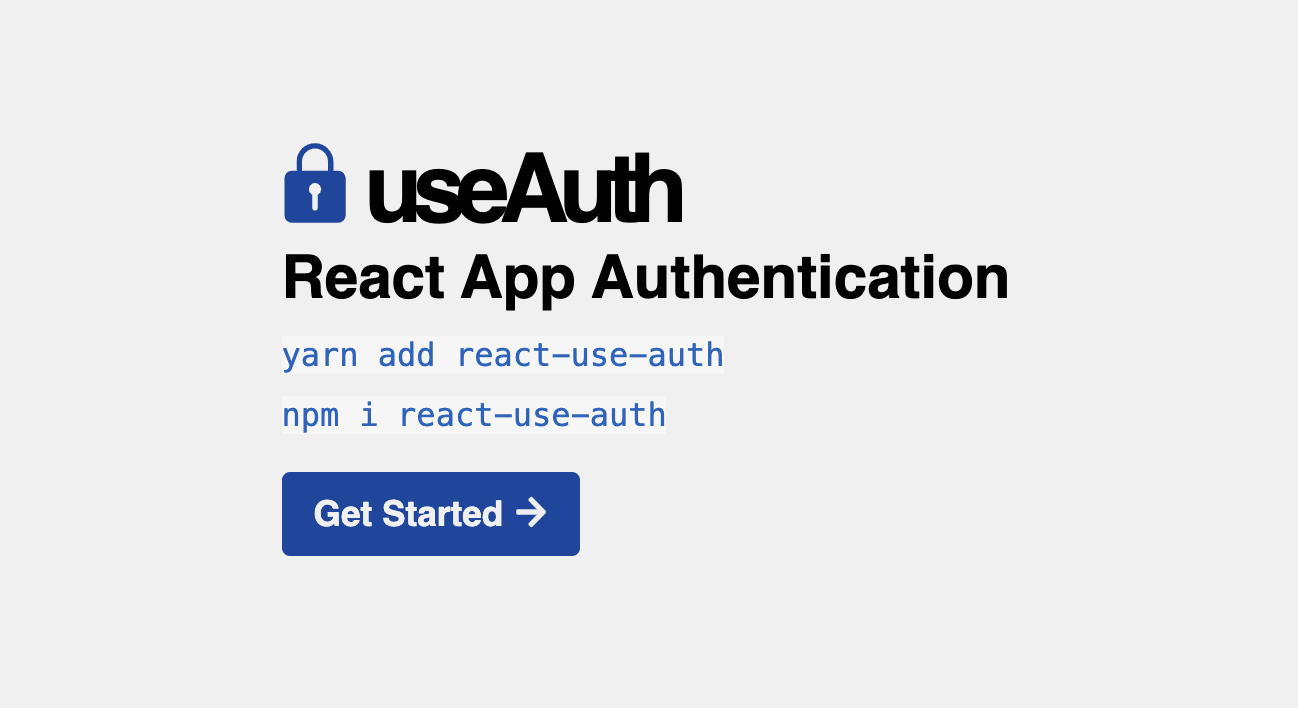 useAuth
React App Authentication
yarn add react-use-auth
npm i react-use-auth
Get Started →